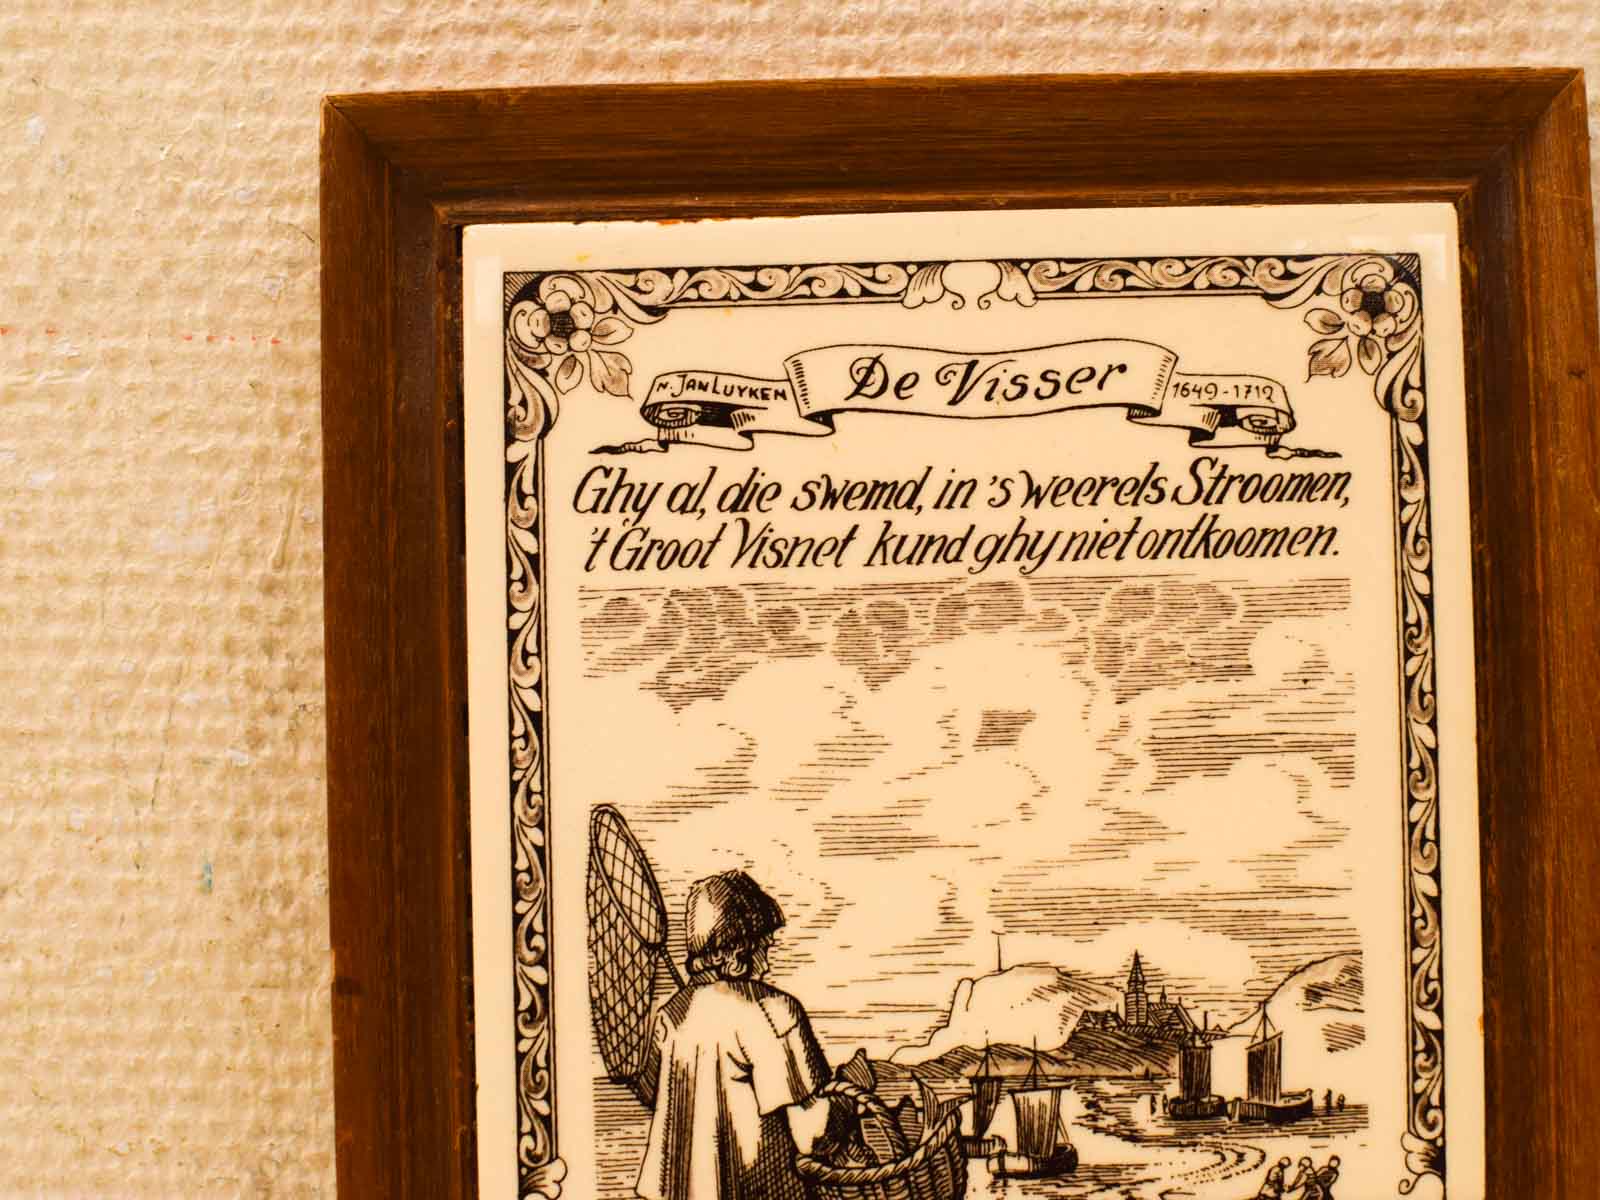 N. JAN LUYKEN De Visser 1649-1712
Ghy al, die swemd, in 's weerels Stroomen,
't Groot Visnet kund ghy niet ontkoomen.